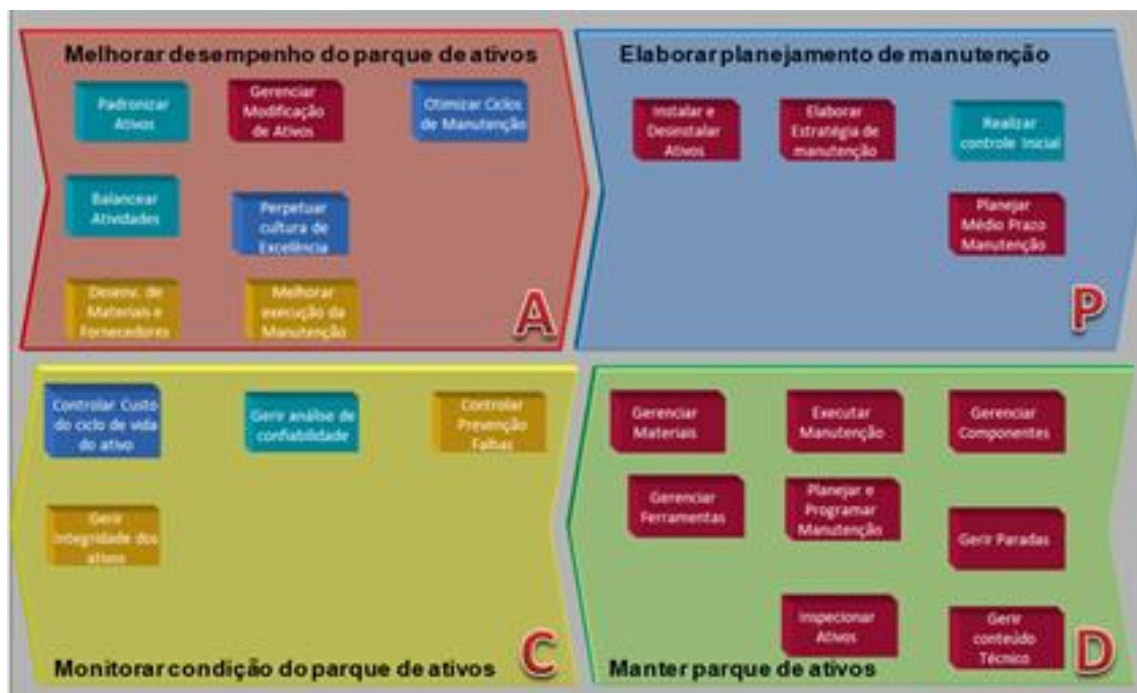 Melhorar desempenho do parque de ativos
Padronizar
Ativos
Gerenciar
Modificação
de Ativos
Otimizar Ciclos
de Manutenção
Balancear
Atividades
Perpetuar
cultura de
Excelência
Desenv. de
Materiais e
Fornecedores
Melhorar
execução da
Manutenção
A
Elaborar planejamento de manutenção
Instalar e
Desinstalar
Ativos
Elaborar
Estratégia de
manutenção
Realizar
controle Inicial
Planejar
Médio Prazo
Manutenção
P
Controlar Custo
do ciclo de vida
do ativo
Gerir análise de
confiabilidade
Controlar
Prevenção
Falhas
Gerir
Integridade dos
ativos
C
Monitorar condição do parque de ativos
Gerenciar
Materiais
Executar
Manutenção
Gerenciar
Componentes
Gerenciar
Ferramentas
Planejar e
Programar
Manutenção
Gerir Paradas
Inspecionar
Ativos
Gerir
conteúdo
Técnico
D
Manter parque de ativos